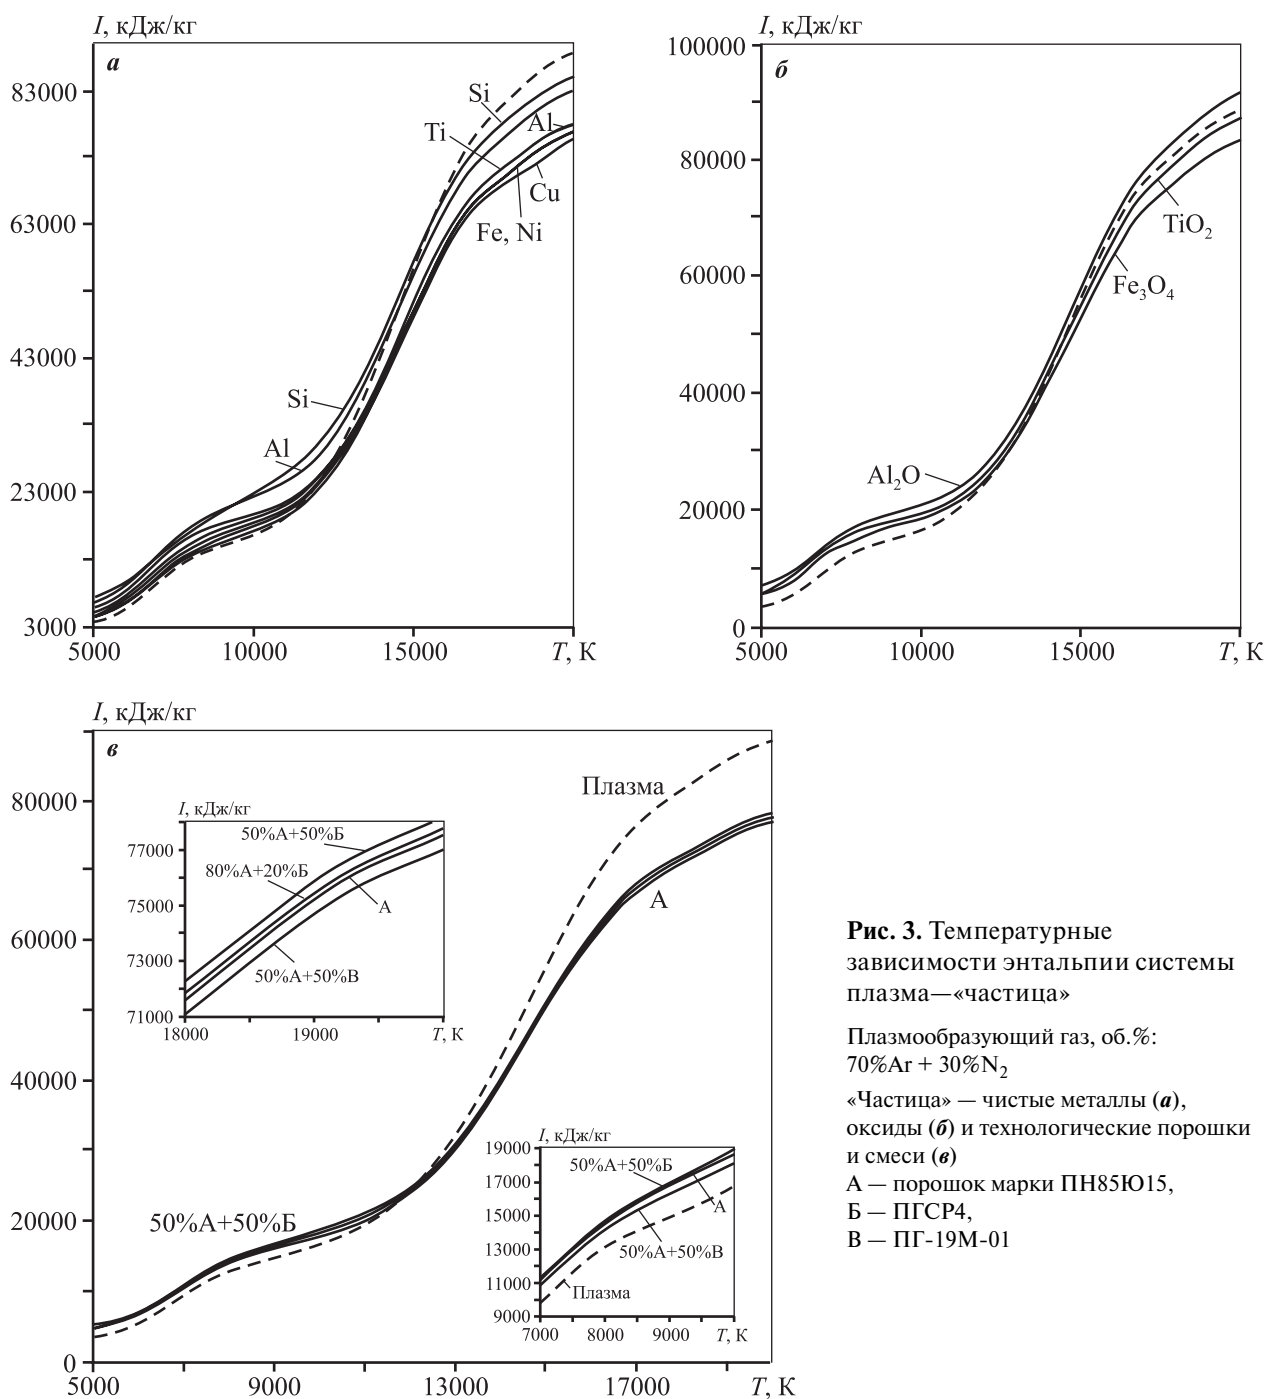 I, кДж/кг
а
83000
63000
43000
23000
3000
5000 10000 15000 T, К
Si
Ti
Al
Cu
Fe, Ni
Si
Al
I, кДж/кг
б
100000
80000
60000
40000
20000
0
5000 10000 15000 T, К
TiO2
Fe3O4
Al2O
I, кДж/кг
в
80000
60000
40000
20000
0
5000 9000 13000 17000 T, К
Плазма
А
50%А+50%Б
I, кДж/кг
77000
75000
73000
71000
18000 19000 T, К
50%А+50%Б
80%А+20%Б
А
50%А+50%В
I, кДж/кг
19000
17000
15000
13000
11000
9000
7000 8000 9000 T, К
50%А+50%Б
А
50%А+50%В
Плазма
Рис. 3. Температурные
зависимости энтальпии системы
плазма—«частица»
Плазмообразующий газ, об.%:
70%Ar + 30%N2
«Частица» — чистые металлы (а),
оксиды (б) и технологические порошки
и смеси (в)
А — порошок марки ПН85Ю15,
Б — ПГСР4,
В — ПГ-19М-01